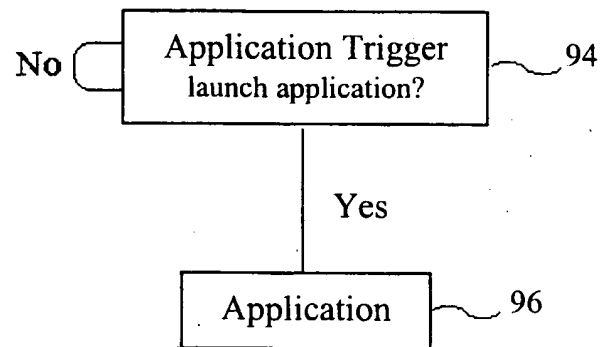 Application Trigger
launch application?
No
94
Yes
Application
96